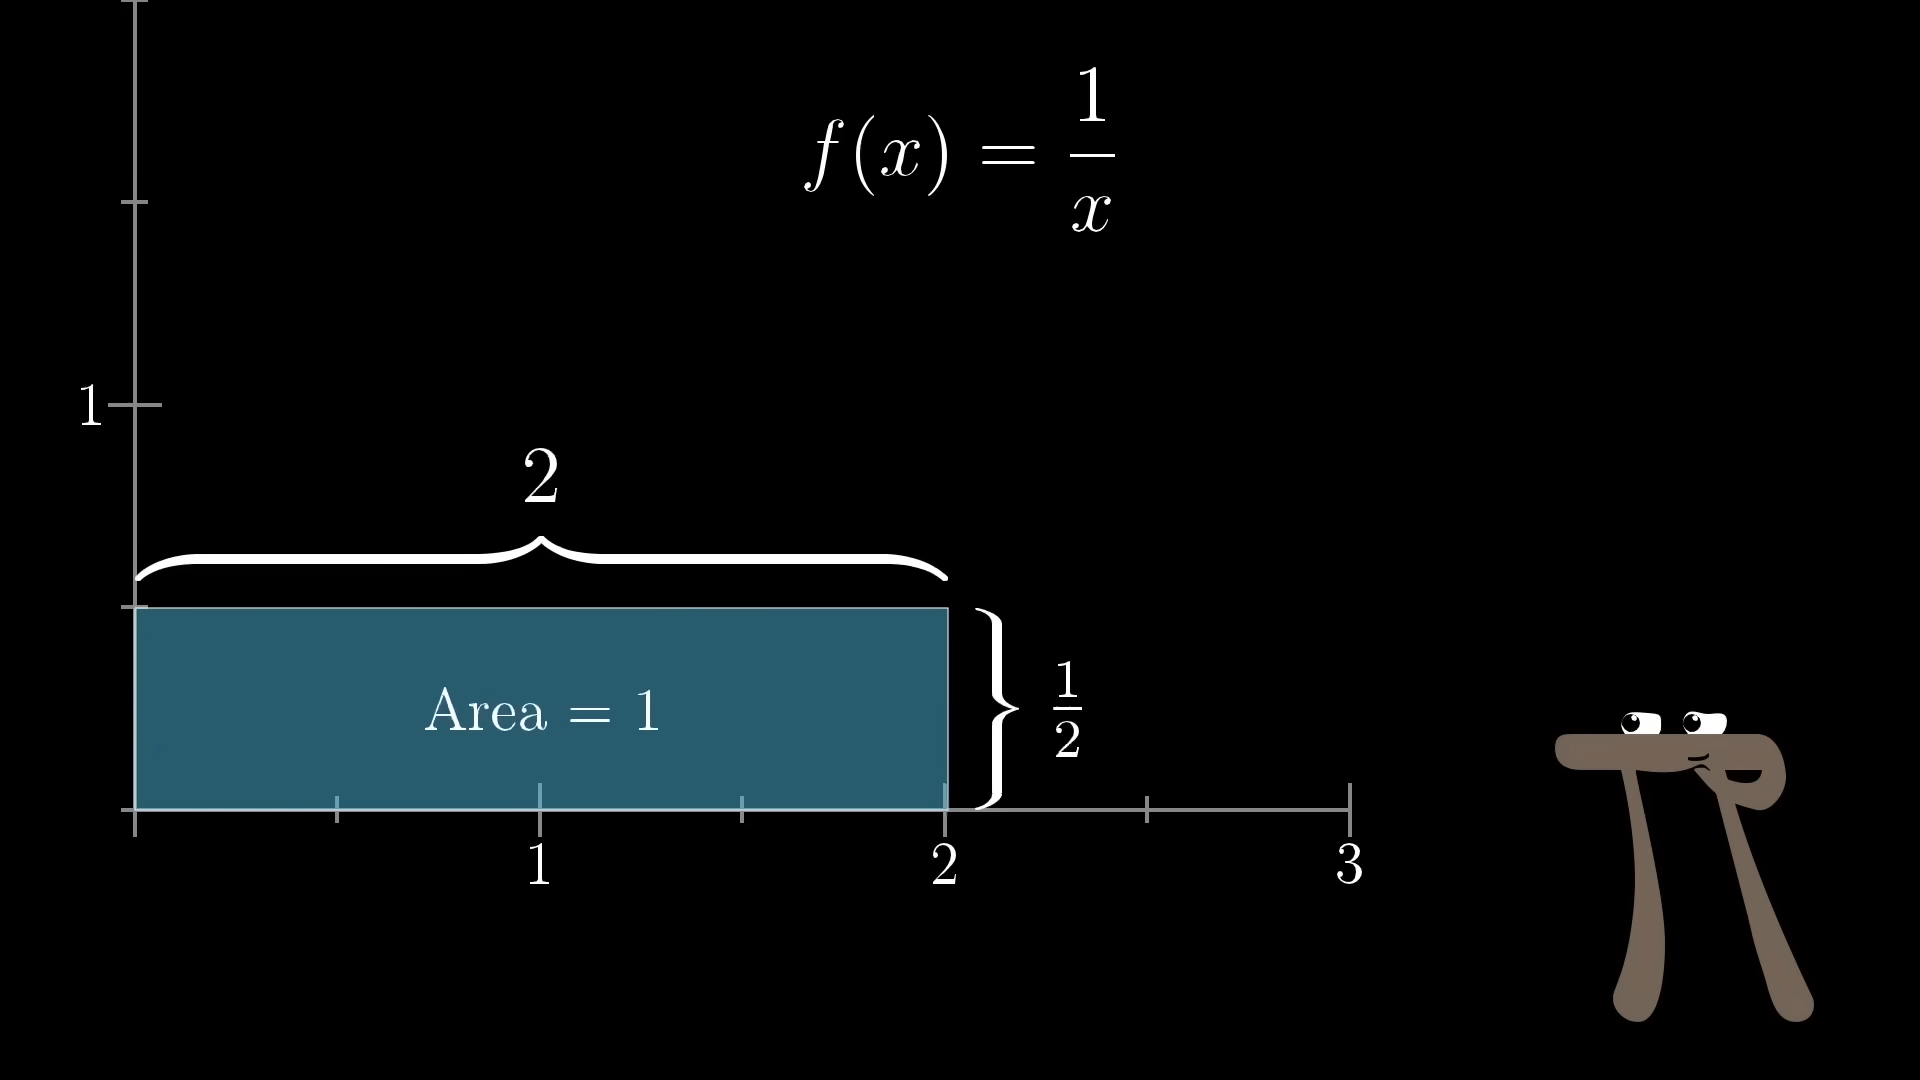 f(x) = 1/x
1
2
Area = 1
1/2
1 2 3